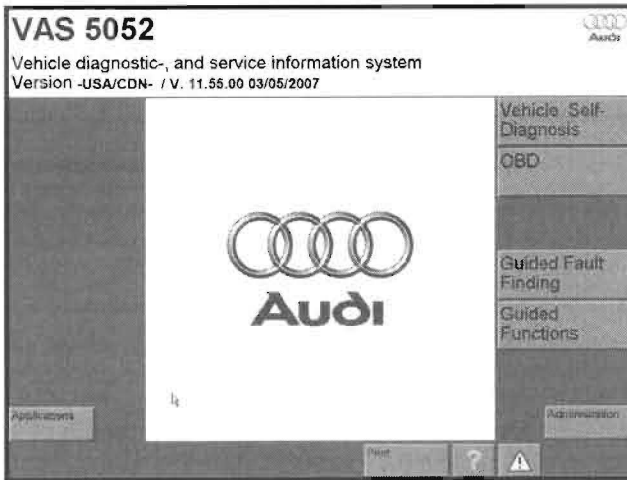 VAS 5052
Audi
Vehicle diagnostic-, and service information system
Version -USA/CDN- / V. 11.55.00 03/05/2007
Vehicle Self-
Diagnosis
OBD
Guided Fault
Finding
Guided
Functions
Audi
Applications
Administration
Print
?